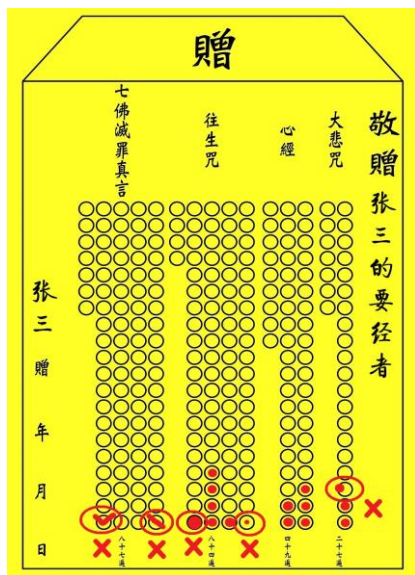 贈
敬贈张三的要经者
大悲咒
二十七遍
心經
四十九遍
往生咒
八十四遍
七佛滅罪真言
八十七遍
张三贈 年 月 日